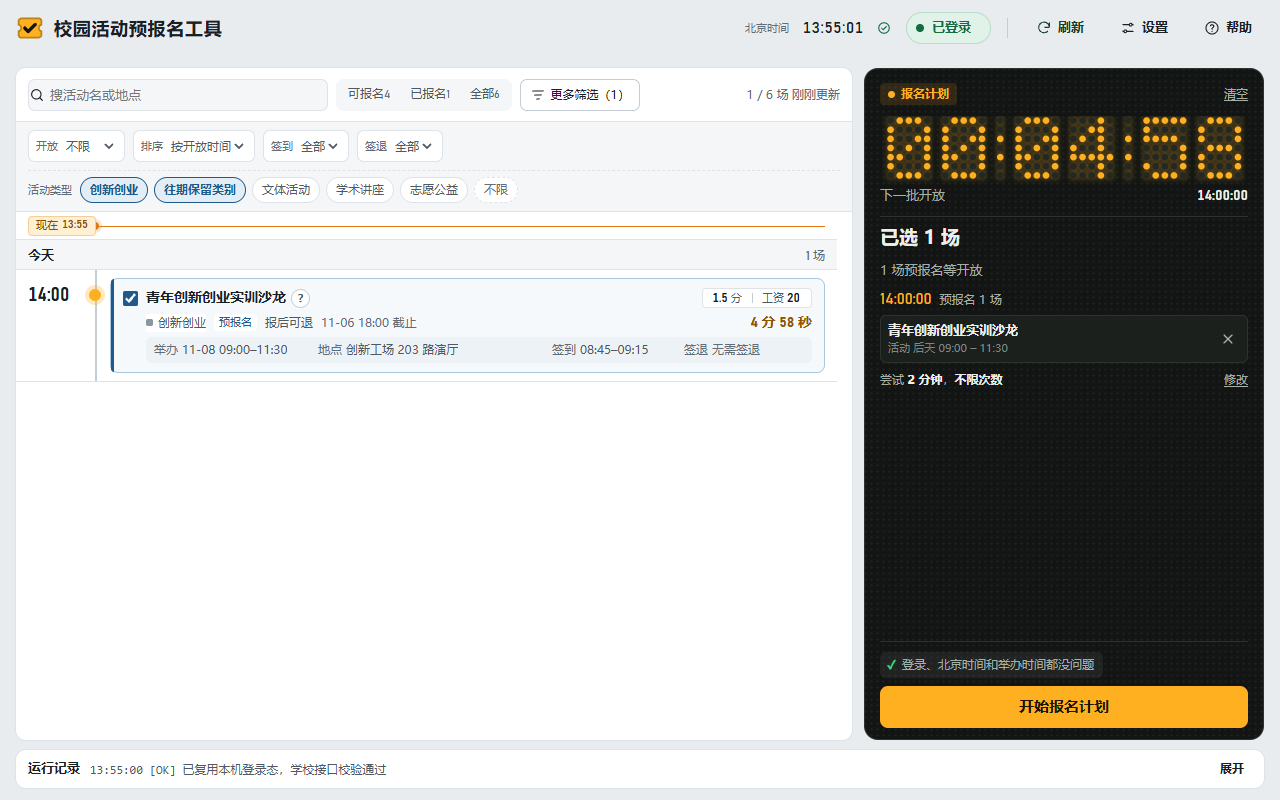 校园活动预报名工具
北京时间 13:55:01 已登录 刷新 设置 帮助
搜活动名或地点 可报名4 已报名1 全部6 更多筛选（1） 1 / 6 场 刚刚更新
开放 不限 排序 按开放时间 签到 全部 签退 全部
活动类型 创新创业 往期保留类别 文体活动 学术讲座 志愿公益 不限
现在 13:55
今天 1 场
14:00 青年创新创业实训沙龙 ? 1.5 分 工资 20
创新创业 预报名 报后可退 11-06 18:00 截止 4 分 58 秒
举办 11-08 09:00–11:30 地点 创新工场 203 路演厅 签到 08:45–09:15 签退 无需签退
报名计划 清空
00:04:58
下一批开放 14:00:00
已选 1 场
1 场预报名等开放
14:00:00 预报名 1 场
青年创新创业实训沙龙
活动 后天 09:00 – 11:30
尝试 2 分钟，不限次数 修改
登录、北京时间和举办时间都没问题
开始报名计划
运行记录 13:55:00 [OK] 已复用本机登录态，学校接口校验通过 展开